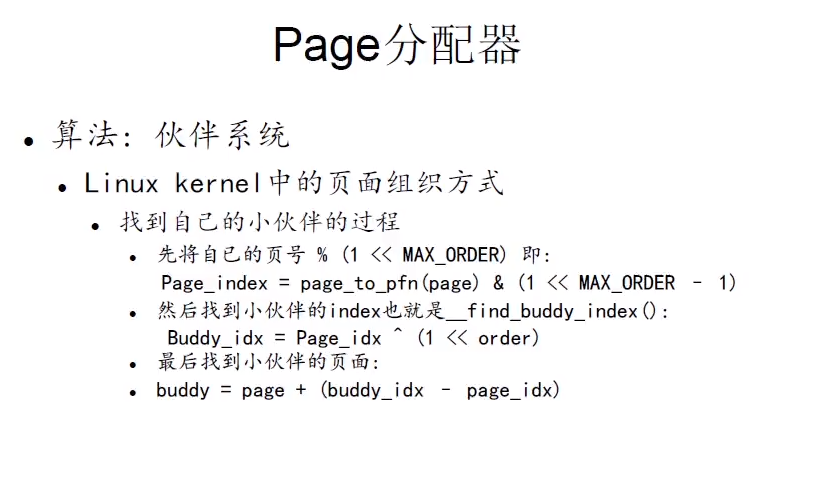 Page分配器
算法：伙伴系统
Linux kernel中的页面组织方式
找到自己的小伙伴的过程
先将自己的页号 % (1 << MAX_ORDER) 即:
Page_index = page_to_pfn(page) & (1 << MAX_ORDER – 1)
然后找到小伙伴的index也就是__find_buddy_index():
Buddy_idx = Page_idx ^ (1 << order)
最后找到小伙伴的页面:
buddy = page + (buddy_idx – page_idx)